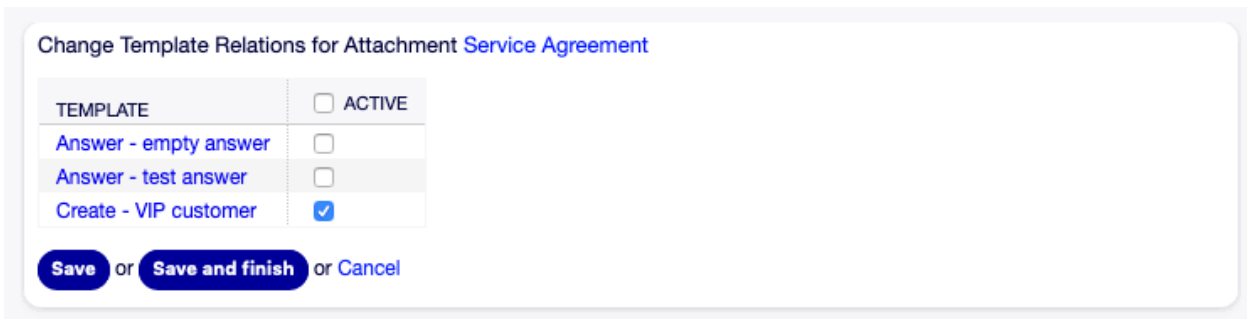 Change Template Relations for Attachment Service Agreement
TEMPLATE ACTIVE
Answer - empty answer
Answer - test answer
Create - VIP customer
Save or Save and finish or Cancel